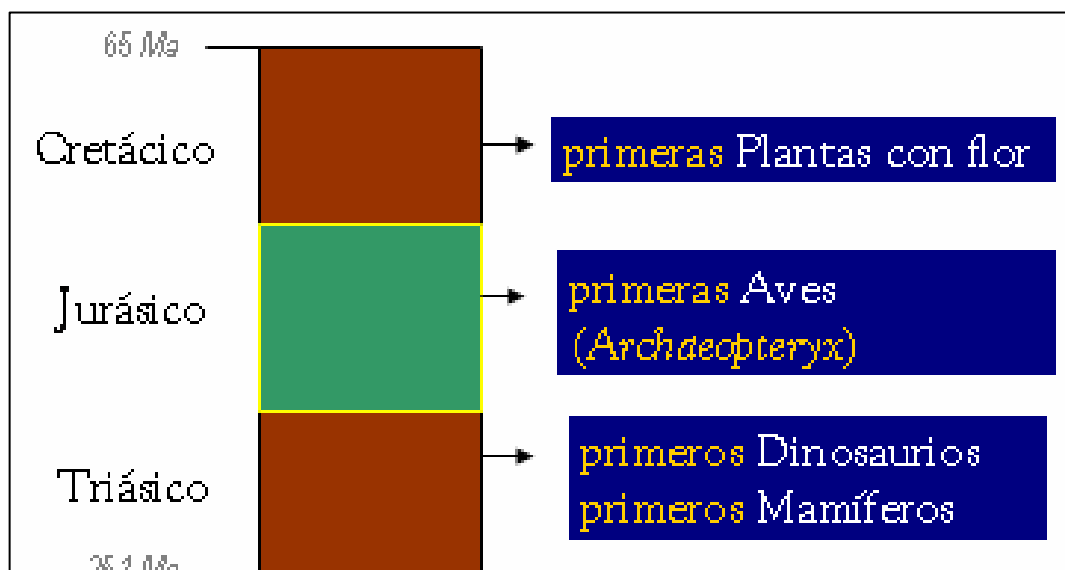 65 Ma
Cretácico
primeras Plantas con flor
Jurásico
primeras Aves
(Archaeopteryx)
Triásico
primeros Dinosaurios
primeros Mamíferos